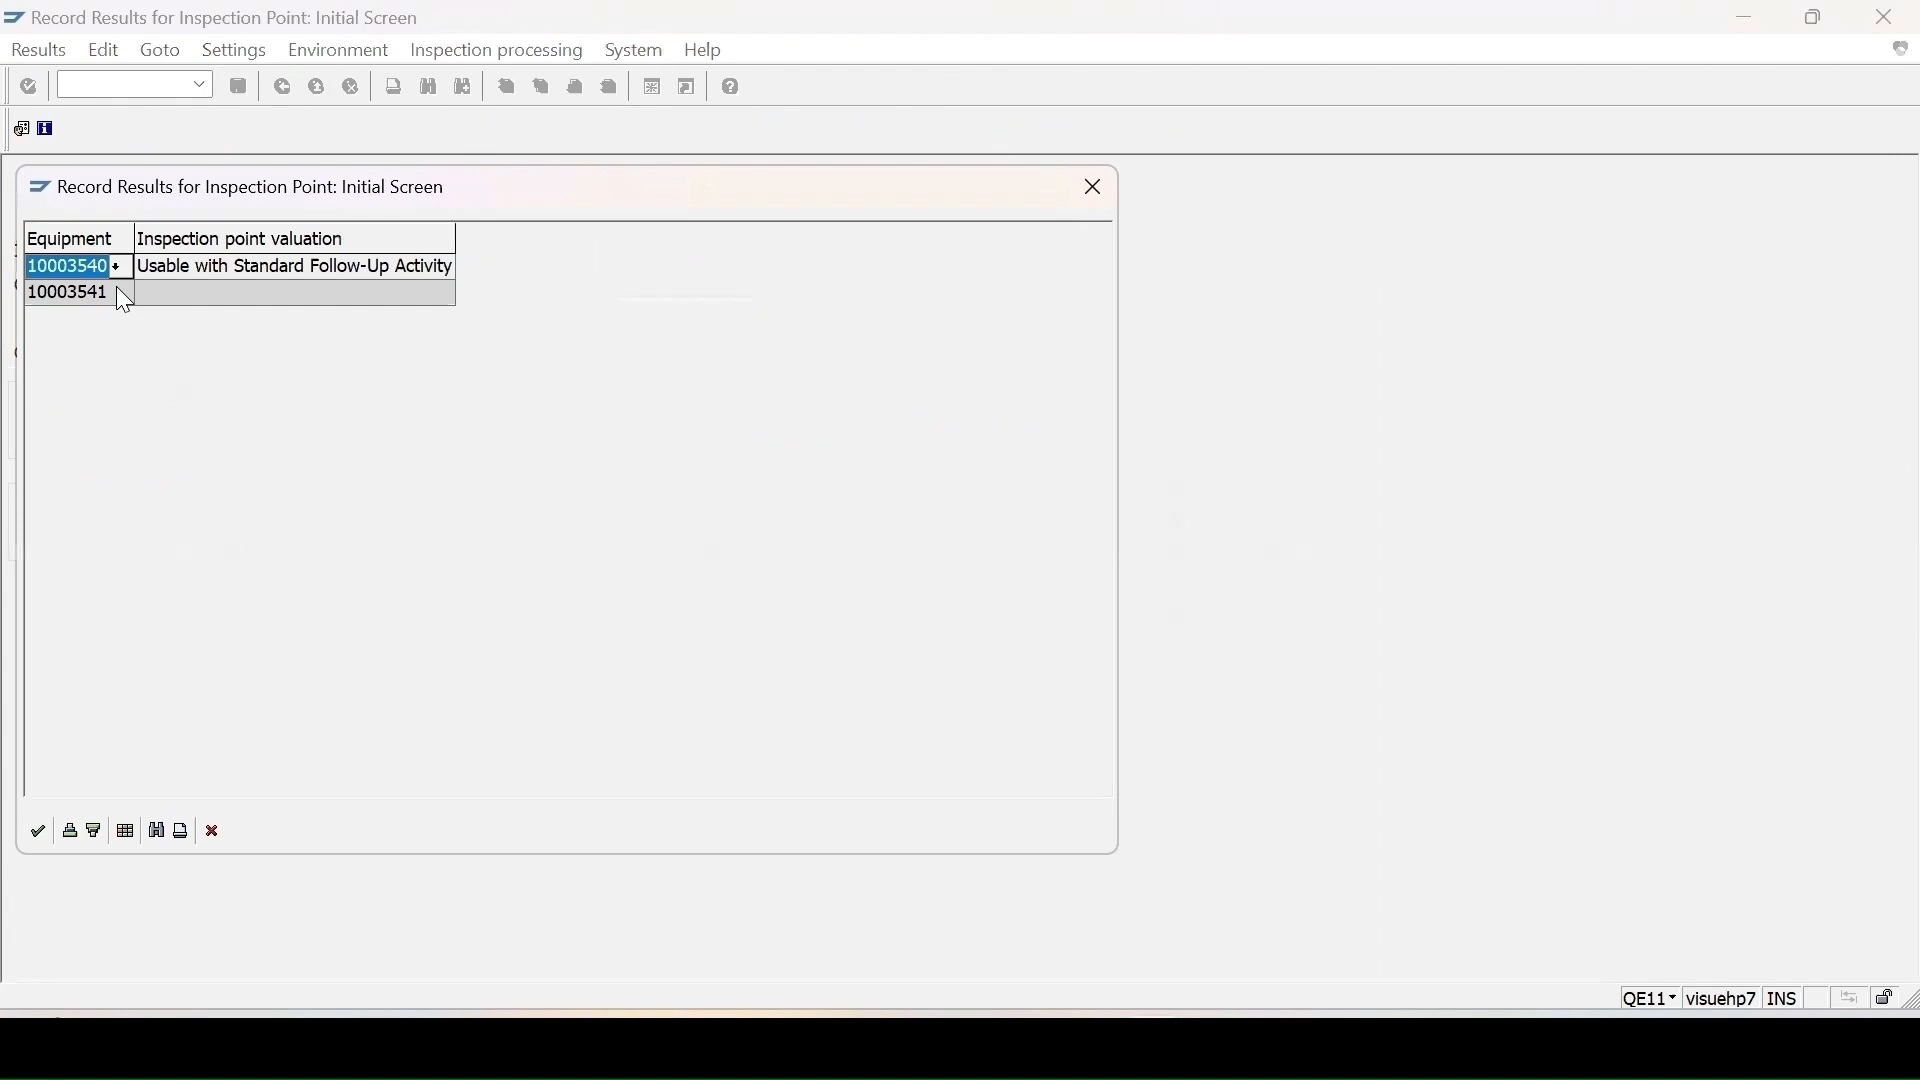 Record Results for Inspection Point: Initial Screen
Results Edit Goto Settings Environment Inspection processing System Help
Record Results for Inspection Point: Initial Screen
Equipment Inspection point valuation
10003540 Usable with Standard Follow-Up Activity
10003541
QE11 visuehp7 INS